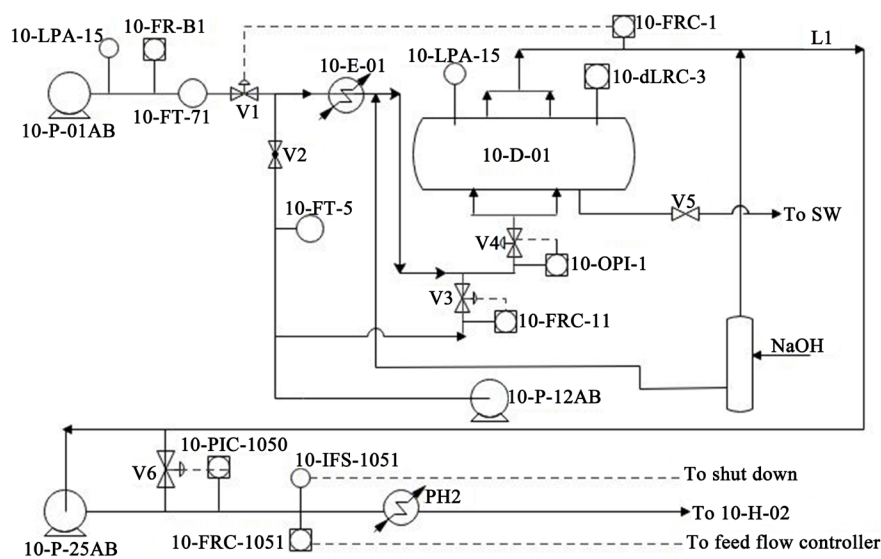 10-FRC-1
10-FR-B1
10-LPA-15
L1
10-E-01
10-LPA-15
10-dLRC-3
10-FT-71
V1
10-P-01AB
V2
10-D-01
10-FT-5
V5
To SW
V4
10-OPI-1
V3
10-FRC-11
NaOH
10-P-12AB
10-PIC-1050
10-IFS-1051
V6
To shut down
PH2
To 10-H-02
10-FRC-1051
To feed flow controller
10-P-25AB